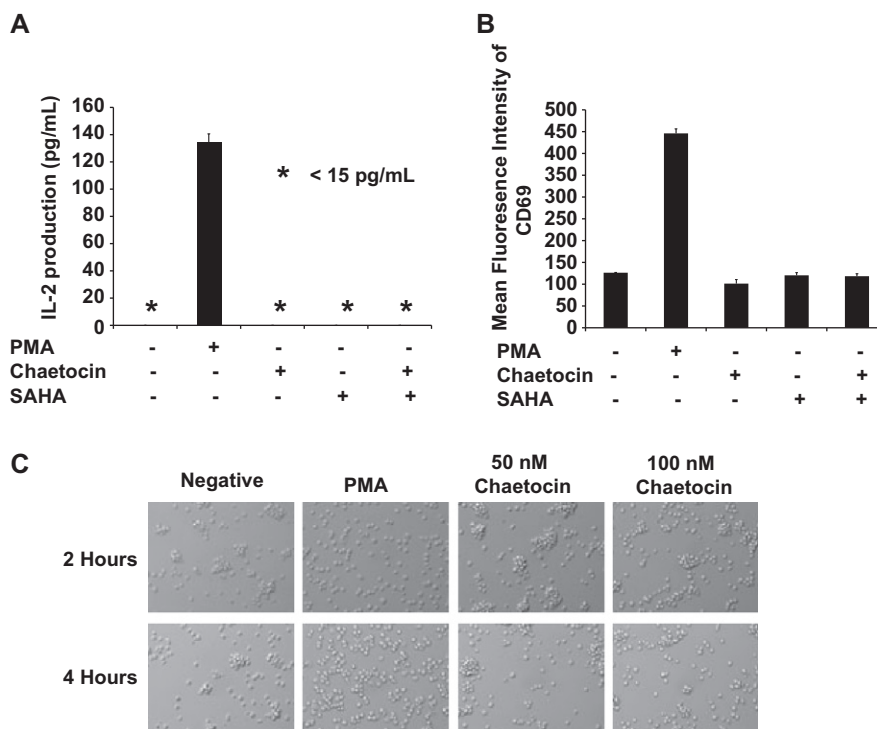 A
IL-2 production (pg/mL)
160
140
120
100
80
60
40
20
0
* < 15 pg/mL
* * * *
PMA - + - - -
Chaetocin - - + - +
SAHA - - - + +
B
Mean Fluoresence Intensity of
CD69
500
450
400
350
300
250
200
150
100
50
0
PMA - + - - -
Chaetocin - - + - +
SAHA - - - + +
C
Negative
PMA
50 nM
Chaetocin
100 nM
Chaetocin
2 Hours
4 Hours